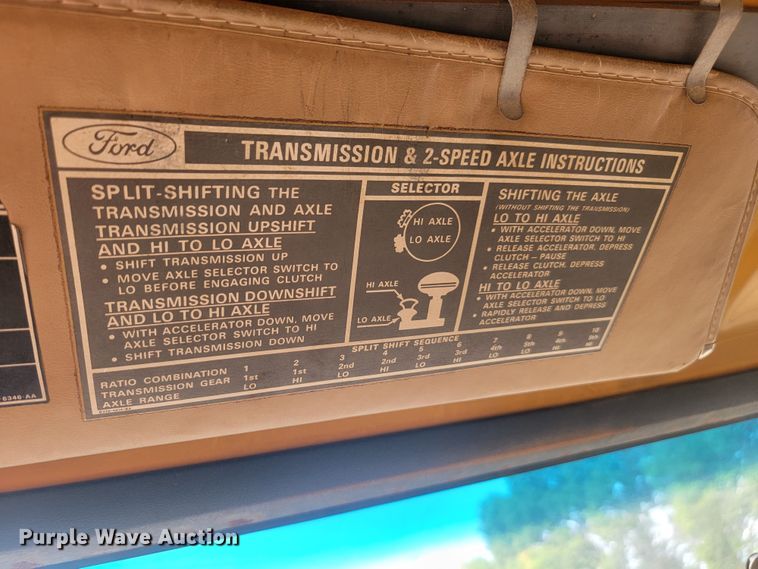 Ford
TRANSMISSION & 2-SPEED AXLE INSTRUCTIONS
SPLIT-SHIFTING THE
TRANSMISSION AND AXLE
TRANSMISSION UPSHIFT
AND HI TO LO AXLE
• SHIFT TRANSMISSION UP
• MOVE AXLE SELECTOR SWITCH TO
LO BEFORE ENGAGING CLUTCH
TRANSMISSION DOWNSHIFT
AND LO TO HI AXLE
• WITH ACCELERATOR DOWN, MOVE
AXLE SELECTOR SWITCH TO HI
• SHIFT TRANSMISSION DOWN
SELECTOR
HI AXLE
LO AXLE
HI AXLE
LO AXLE
SHIFTING THE AXLE
(WITHOUT SHIFTING THE TRANSMISSION)
LO TO HI AXLE
• WITH ACCELERATOR DOWN, MOVE
AXLE SELECTOR SWITCH TO HI
• RELEASE ACCELERATOR, DEPRESS
CLUTCH – PAUSE
• RELEASE CLUTCH, DEPRESS
ACCELERATOR
HI TO LO AXLE
• WITH ACCELERATOR DOWN, MOVE
AXLE SELECTOR SWITCH TO LO
• RAPIDLY RELEASE AND DEPRESS
ACCELERATOR
SPLIT SHIFT SEQUENCE
RATIO COMBINATION 1 2 3 4 5 6 7 8 9 10
TRANSMISSION GEAR 1st 1st 2nd 2nd 3rd 3rd 4th 5th 4th 5th
AXLE RANGE LO HI LO HI LO HI LO LO HI HI
6346-AA
Purple Wave Auction